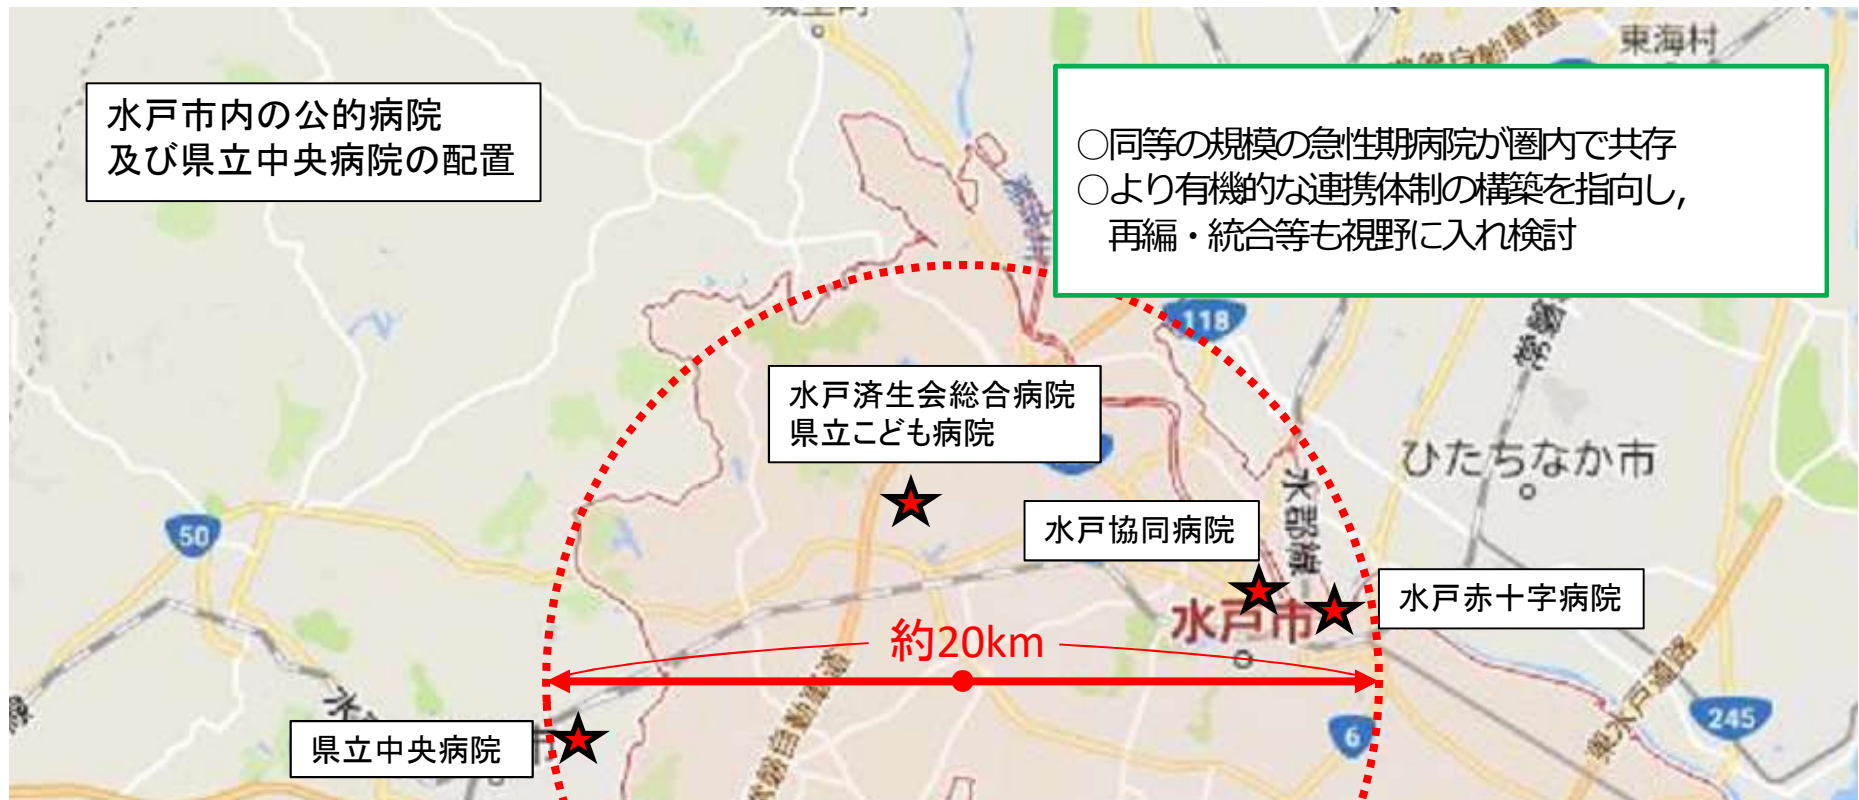 東海村
水戸市内の公的病院
及び県立中央病院の配置
○同等の規模の急性期病院が圏内で共存
○より有機的な連携体制の構築を指向し,
再編・統合等も視野に入れ検討
118
水戸済生会総合病院
県立こども病院
ひたちなか市
水郡線
50
水戸協同病院
水戸赤十字病院
水戸市
約20km
県立中央病院
6
245
東水戸道路